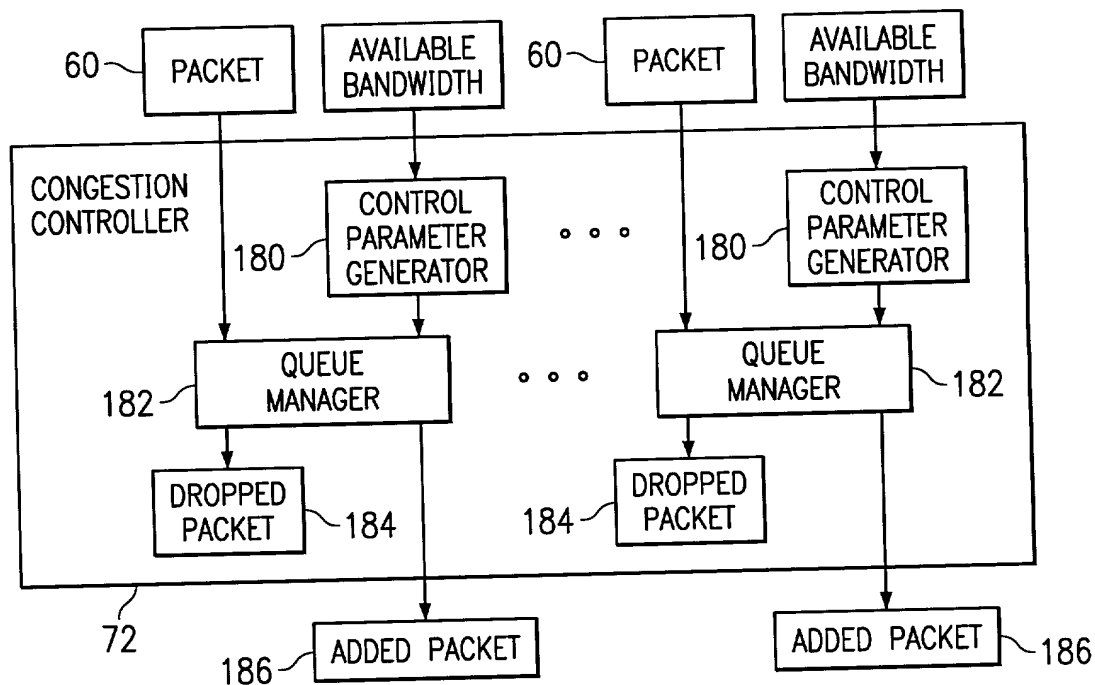 60
PACKET
AVAILABLE
BANDWIDTH
60
PACKET
AVAILABLE
BANDWIDTH
CONGESTION
CONTROLLER
180
CONTROL
PARAMETER
GENERATOR
180
CONTROL
PARAMETER
GENERATOR
182
QUEUE
MANAGER
QUEUE
MANAGER
182
DROPPED
PACKET
184
184
DROPPED
PACKET
72
186
ADDED PACKET
ADDED PACKET
186